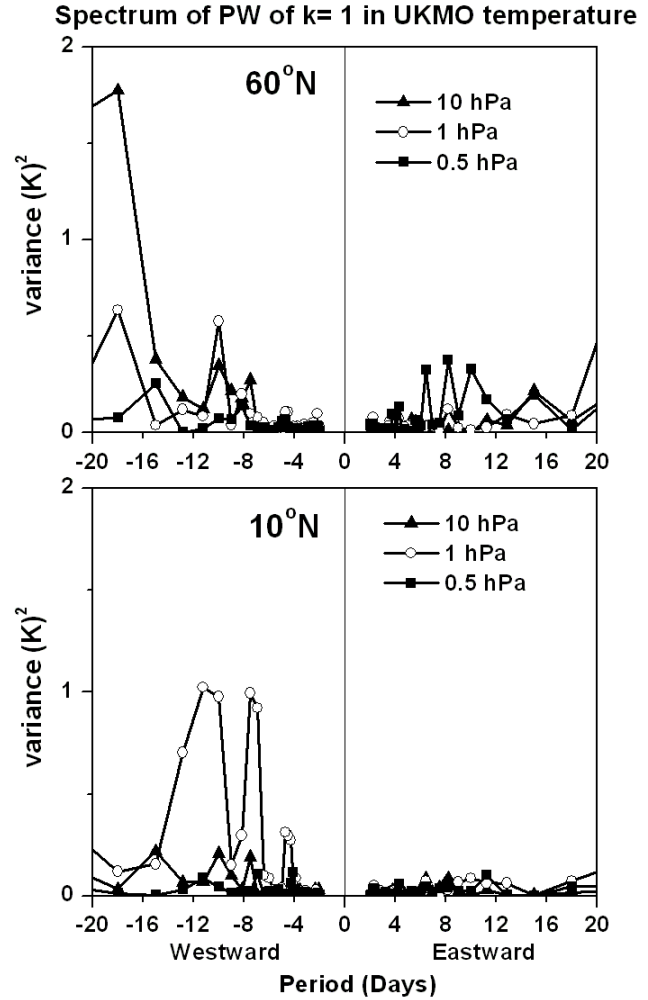 Spectrum of PW of k= 1 in UKMO temperature
2
60°N
10 hPa
1 hPa
0.5 hPa
variance (K)²
1
0
-20 -16 -12 -8 -4 0 4 8 12 16 20
2
10°N
10 hPa
1 hPa
0.5 hPa
variance (K)²
1
0
-20 -16 -12 -8 -4 0 4 8 12 16 20
Westward Eastward
Period (Days)